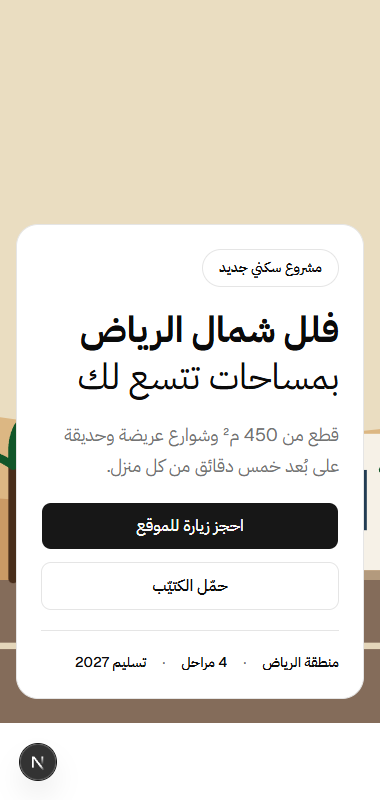 مشروع سكني جديد
فلل شمال الرياض
بمساحات تتسع لك
قطع من 450 م² وشوارع عريضة وحديقة
على بُعد خمس دقائق من كل منزل.
احجز زيارة للموقع
حمّل الكتيّب
منطقة الرياض · 4 مراحل · تسليم 2027
N